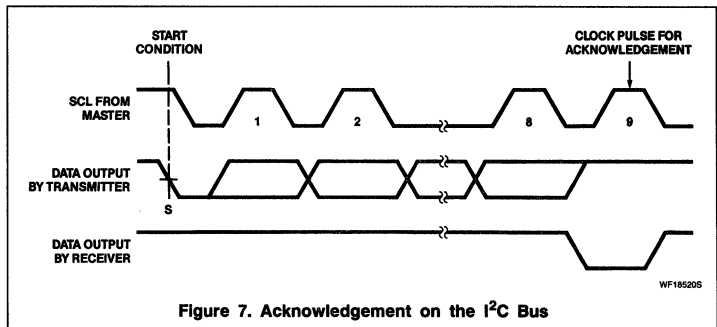 START
CONDITION
CLOCK PULSE FOR
ACKNOWLEDGEMENT
SCL FROM
MASTER
1
2
8
9
DATA OUTPUT
BY TRANSMITTER
S
DATA OUTPUT
BY RECEIVER
WF18520S
Figure 7. Acknowledgement on the I²C Bus